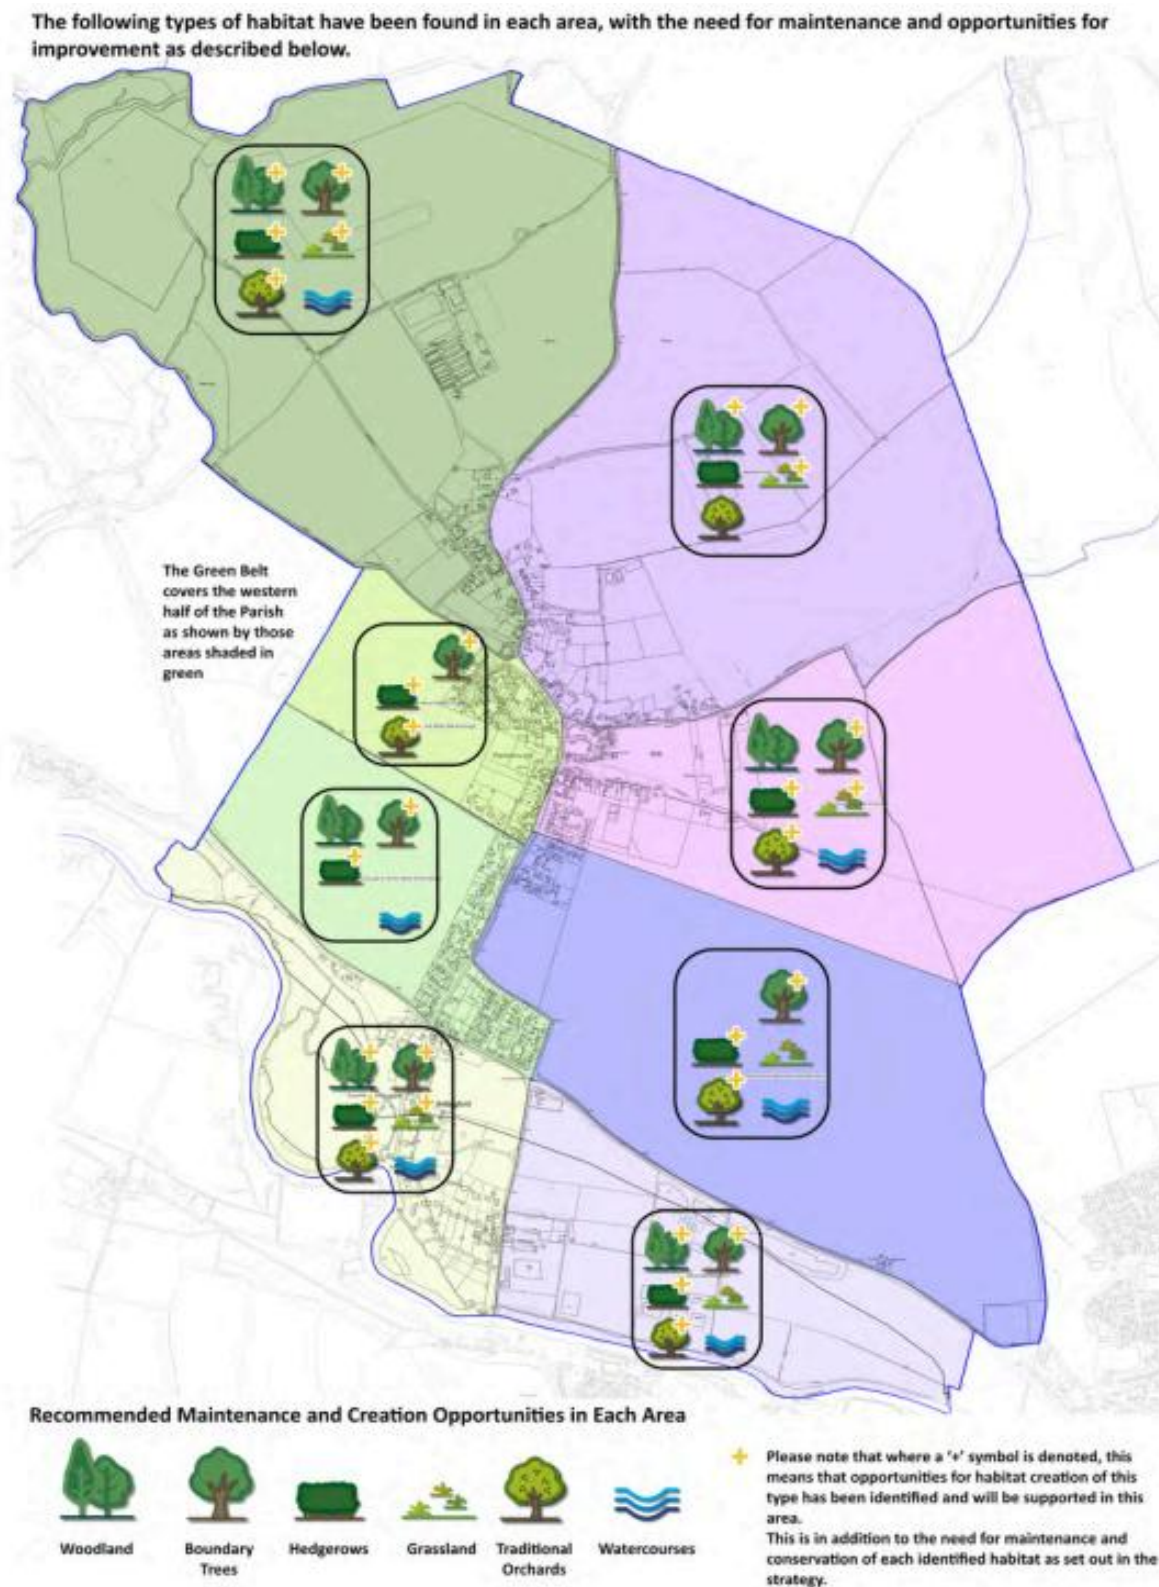 The following types of habitat have been found in each area, with the need for maintenance and opportunities for
improvement as described below.
The Green Belt
covers the western
half of the Parish
as shown by those
areas shaded in
green
Recommended Maintenance and Creation Opportunities in Each Area
Woodland
Boundary
Trees
Hedgerows
Grassland
Traditional
Orchards
Watercourses
+ Please note that where a '+' symbol is denoted, this
means that opportunities for habitat creation of this
type has been identified and will be supported in this
area.
This is in addition to the need for maintenance and
conservation of each identified habitat as set out in the
strategy.